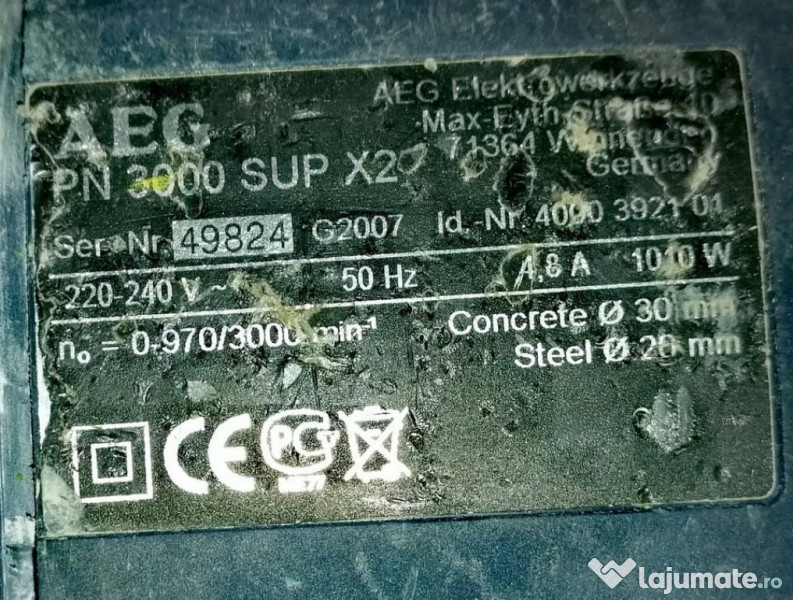 AEG
AEG Elektrowerkzeuge
Max-Eyth-Straße 10
71364 Winnenden
Germany
PN 3000 SUP X2
Ser. Nr. 49824 G2007 Id.-Nr. 4000 3921 01
220-240 V ~ 50 Hz 4,8 A 1010 W
n₀ = 0-970/3000 min⁻¹
Concrete Ø 30 mm
Steel Ø 26 mm
CE
lajumate.ro